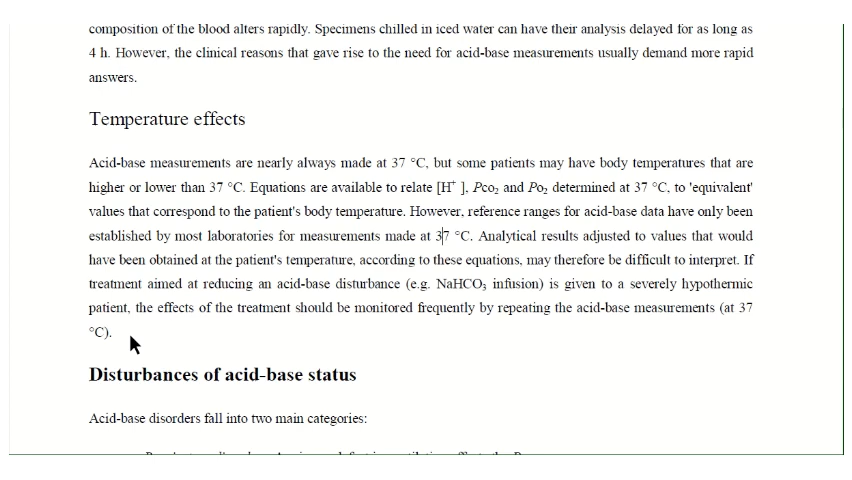 composition of the blood alters rapidly. Specimens chilled in iced water can have their analysis delayed for as long as
4 h. However, the clinical reasons that gave rise to the need for acid-base measurements usually demand more rapid
answers.
Temperature effects
Acid-base measurements are nearly always made at 37 °C, but some patients may have body temperatures that are
higher or lower than 37 °C. Equations are available to relate [H⁺ ], Pco₂ and Po₂ determined at 37 °C, to 'equivalent'
values that correspond to the patient's body temperature. However, reference ranges for acid-base data have only been
established by most laboratories for measurements made at 37 °C. Analytical results adjusted to values that would
have been obtained at the patient's temperature, according to these equations, may therefore be difficult to interpret. If
treatment aimed at reducing an acid-base disturbance (e.g. NaHCO₃ infusion) is given to a severely hypothermic
patient, the effects of the treatment should be monitored frequently by repeating the acid-base measurements (at 37
°C).
Disturbances of acid-base status
Acid-base disorders fall into two main categories: